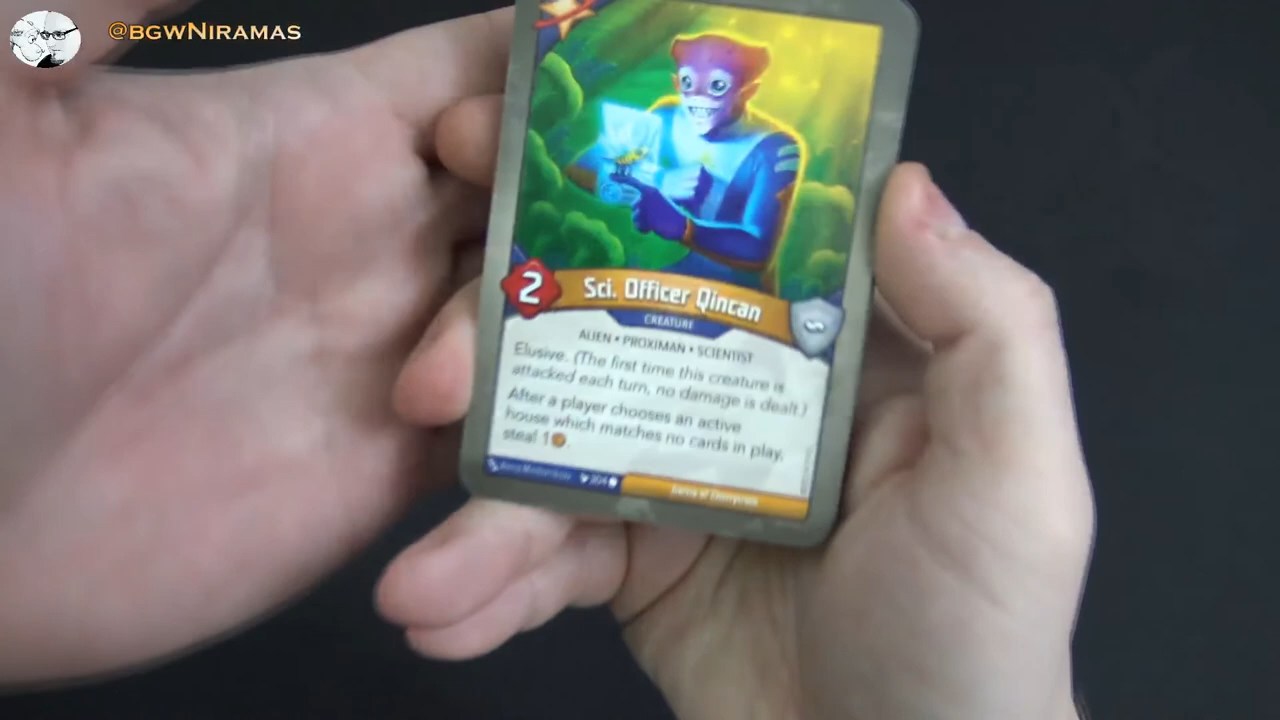 @BGWNIRAMAS
2
Sci. Officer Qincan
CREATURE
ALIEN • PROXIMAN • SCIENTIST
Elusive. (The first time this creature is
attacked each turn, no damage is dealt.)
After a player chooses an active
house which matches no cards in play,
steal 1